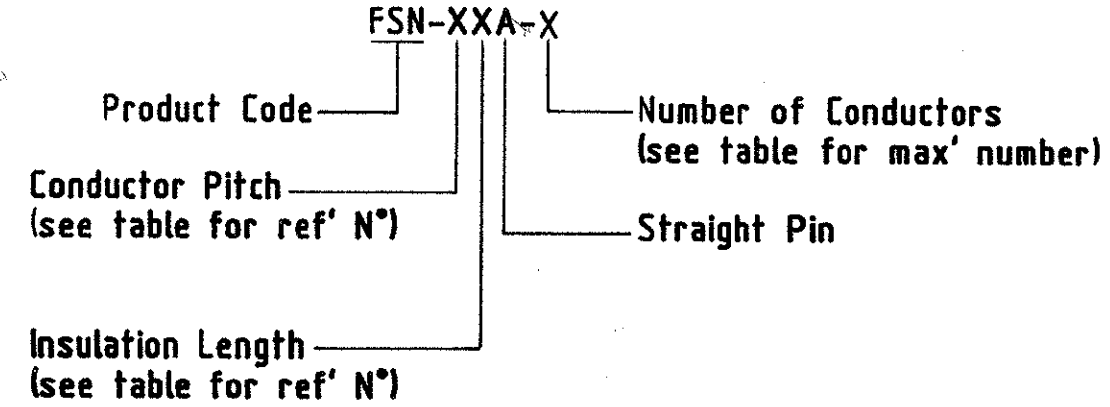 FSN-XXA-X
Product Code
Number of Conductors
(see table for max' number)
Conductor Pitch
(see table for ref' N°)
Straight Pin
Insulation Length
(see table for ref' N°)